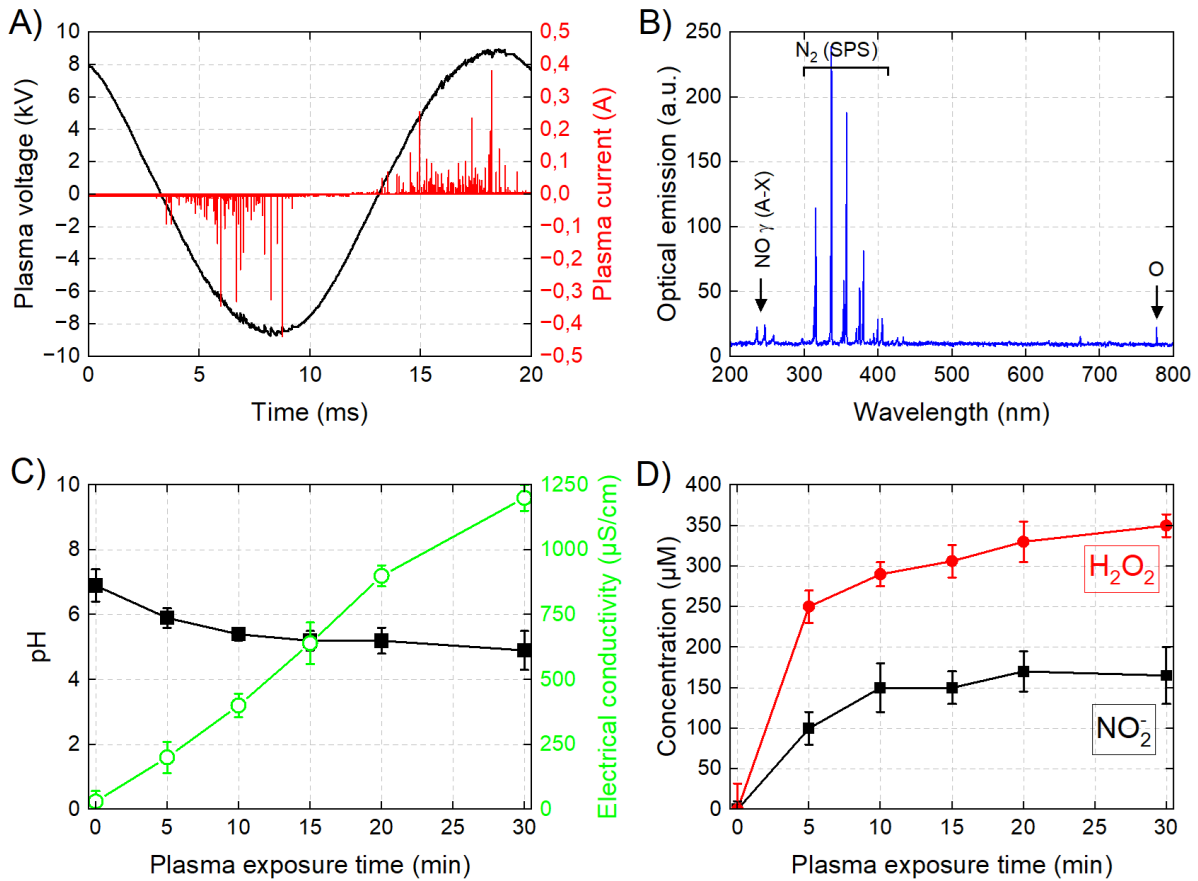 A)
Plasma voltage (kV)
10
8
6
4
2
0
−2
−4
−6
−8
−10
0,5
0,4
0,3
0,2
0,1
0,0
−0,1
−0,2
−0,3
−0,4
−0,5
Plasma current (A)
0 5 10 15 20
Time (ms)
B)
Optical emission (a.u.)
250
200
150
100
50
0
N₂ (SPS)
NO γ (A-X)
O
200 300 400 500 600 700 800
Wavelength (nm)
C)
pH
10
8
6
4
2
0
1250
1000
750
500
250
0
Electrical conductivity (µS/cm)
0 5 10 15 20 30
Plasma exposure time (min)
D)
Concentration (µM)
400
350
300
250
200
150
100
50
0
H₂O₂
NO₂⁻
0 5 10 15 20 30
Plasma exposure time (min)